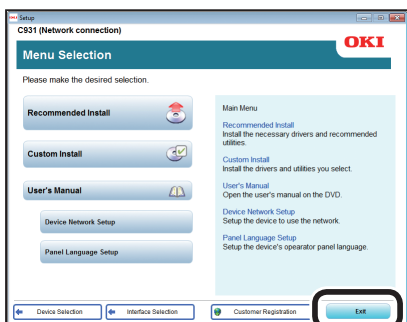 OKI Setup
C931 (Network connection)
OKI
Menu Selection
Please make the desired selection.
Recommended Install
Custom Install
User's Manual
Device Network Setup
Panel Language Setup
Main Menu
Recommended Install
Install the necessary drivers and recommended
utilities.
Custom Install
Install the drivers and utilities you select.
User's Manual
Open the user's manual on the DVD.
Device Network Setup
Setup the device to use the network.
Panel Language Setup
Setup the device's opearator panel language.
Device Selection
Interface Selection
Customer Registration
Exit